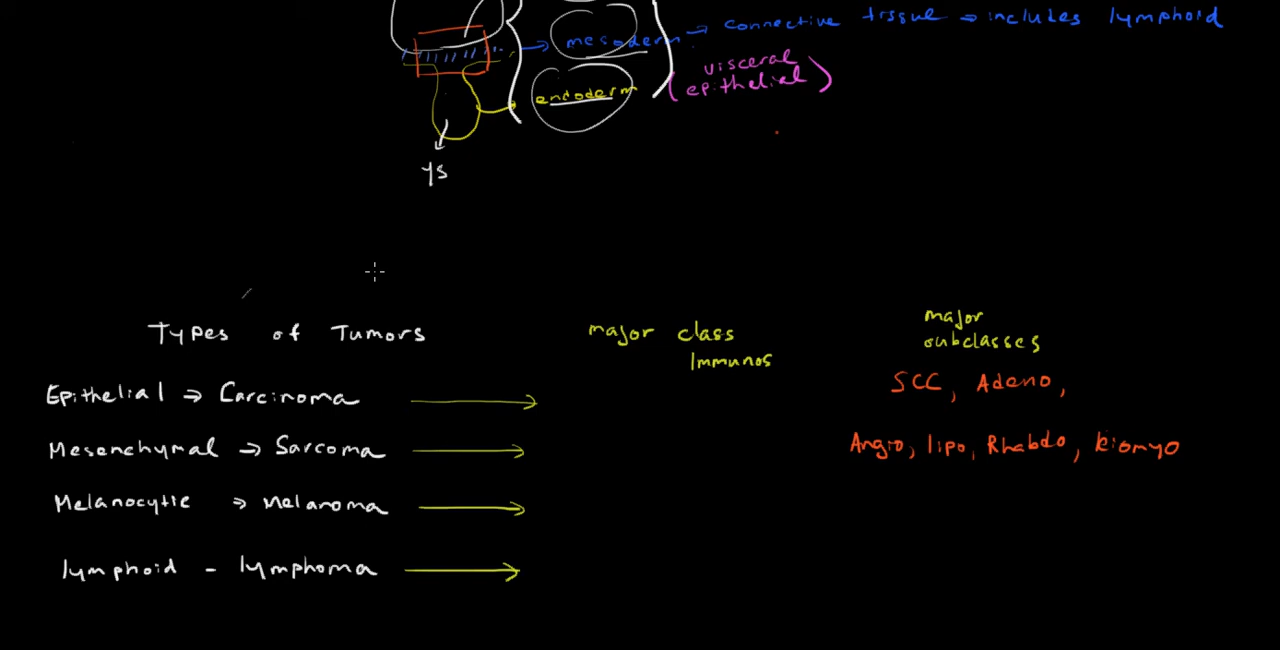 connective tissue → includes lymphoid
→ mesoderm →
visceral
endoderm (epithelial)
ys
Types of Tumors major class major
Immunos subclasses
Epithelial → Carcinoma SCC, Adeno,
Mesenchymal → Sarcoma Angio, lipo, Rhabdo,
Melanocytic → Melanoma
lymphoid - lymphoma